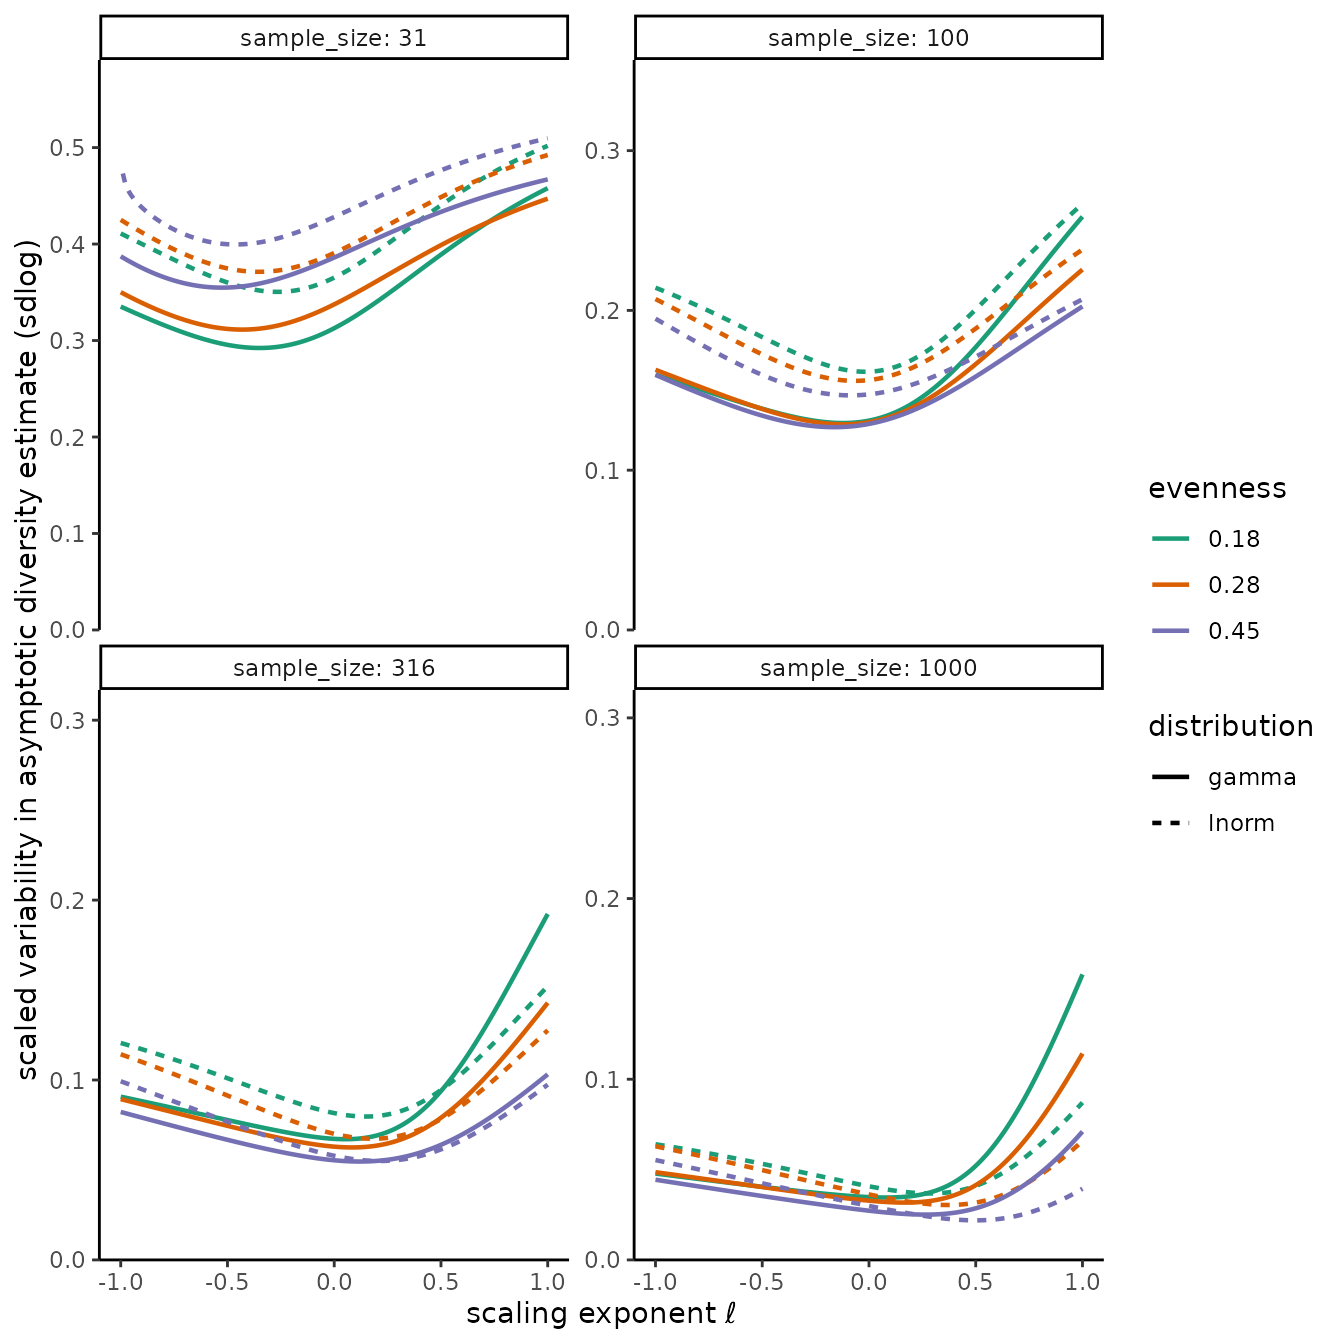 sample_size: 31
sample_size: 100
0.5
0.4
0.3
0.2
0.1
0.0
0.3
0.2
0.1
0.0
sample_size: 316
sample_size: 1000
0.3
0.2
0.1
0.0
0.3
0.2
0.1
0.0
-1.0 -0.5 0.0 0.5 1.0
-1.0 -0.5 0.0 0.5 1.0
scaling exponent ℓ
scaled variability in asymptotic diversity estimate (sdlog)
evenness
0.18
0.28
0.45
distribution
gamma
lnorm